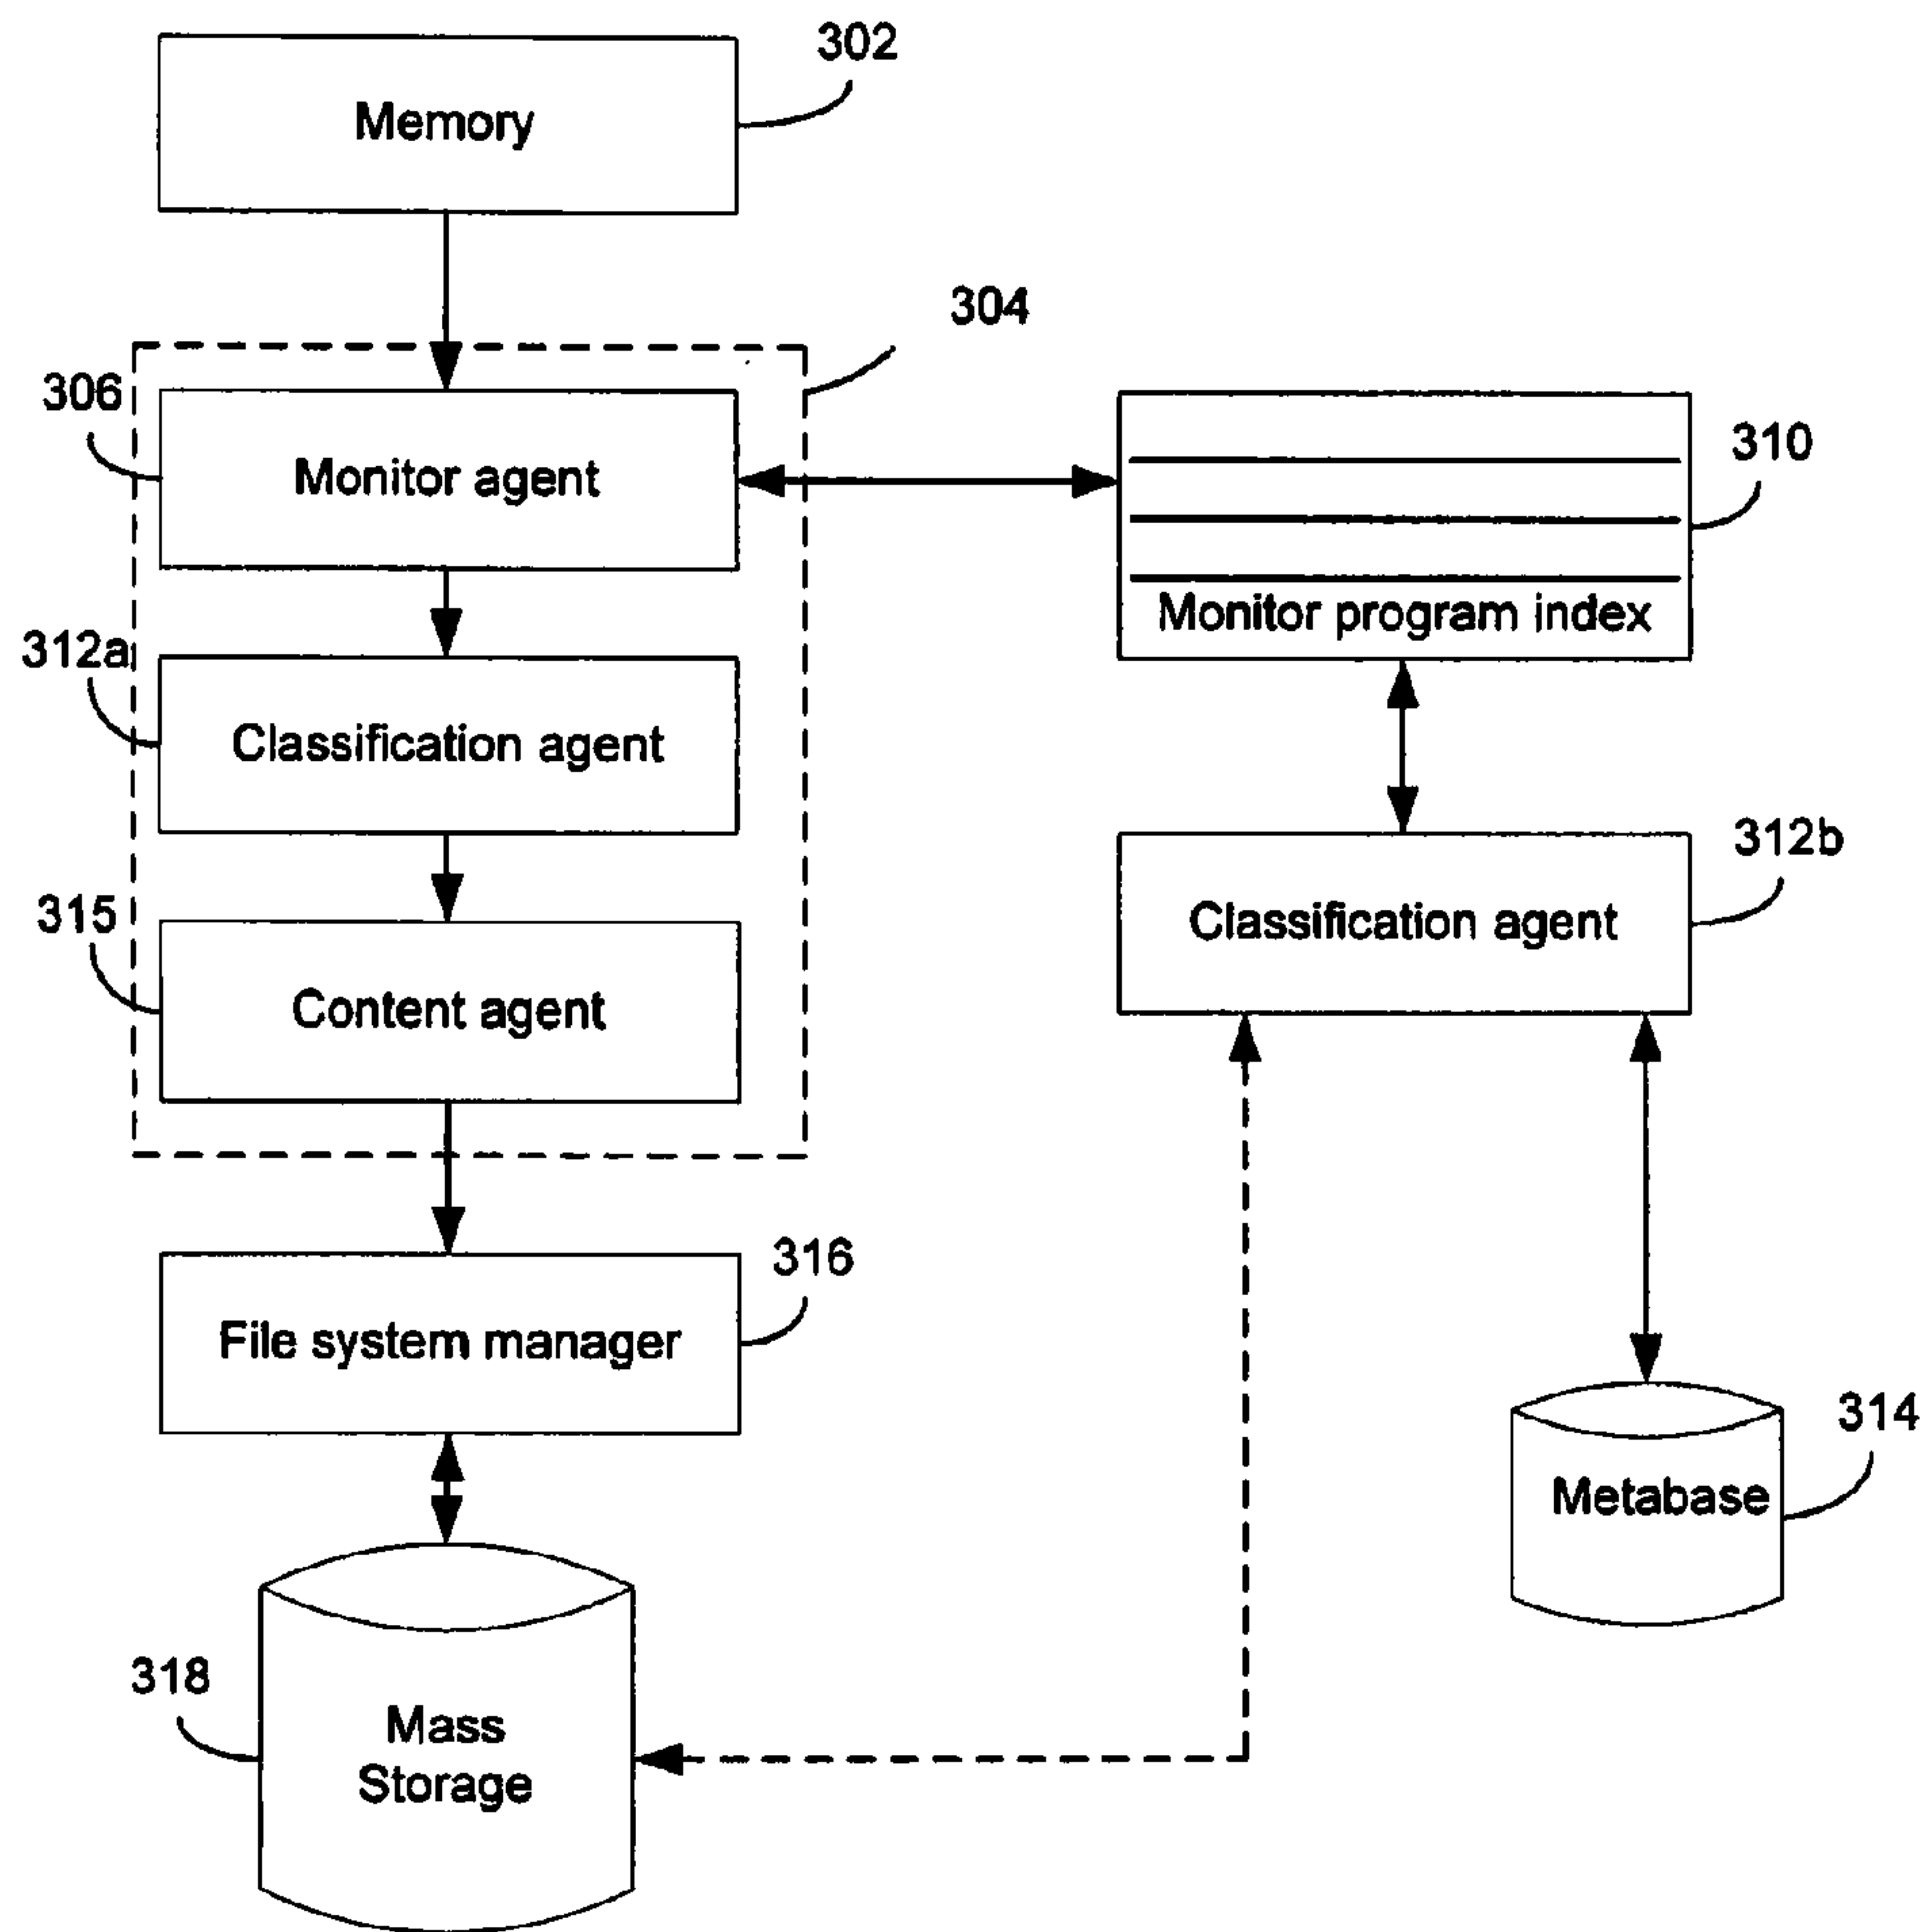 302
Memory
304
306
Monitor agent
310
Monitor program index
312a
Classification agent
312b
Classification agent
315
Content agent
316
File system manager
314
Metabase
318
Mass
Storage